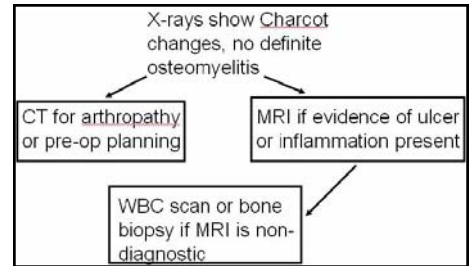 X-rays show Charcot
changes, no definite
osteomyelitis
CT for arthropathy
or pre-op planning
MRI if evidence of ulcer
or inflammation present
WBC scan or bone
biopsy if MRI is non-
diagnostic